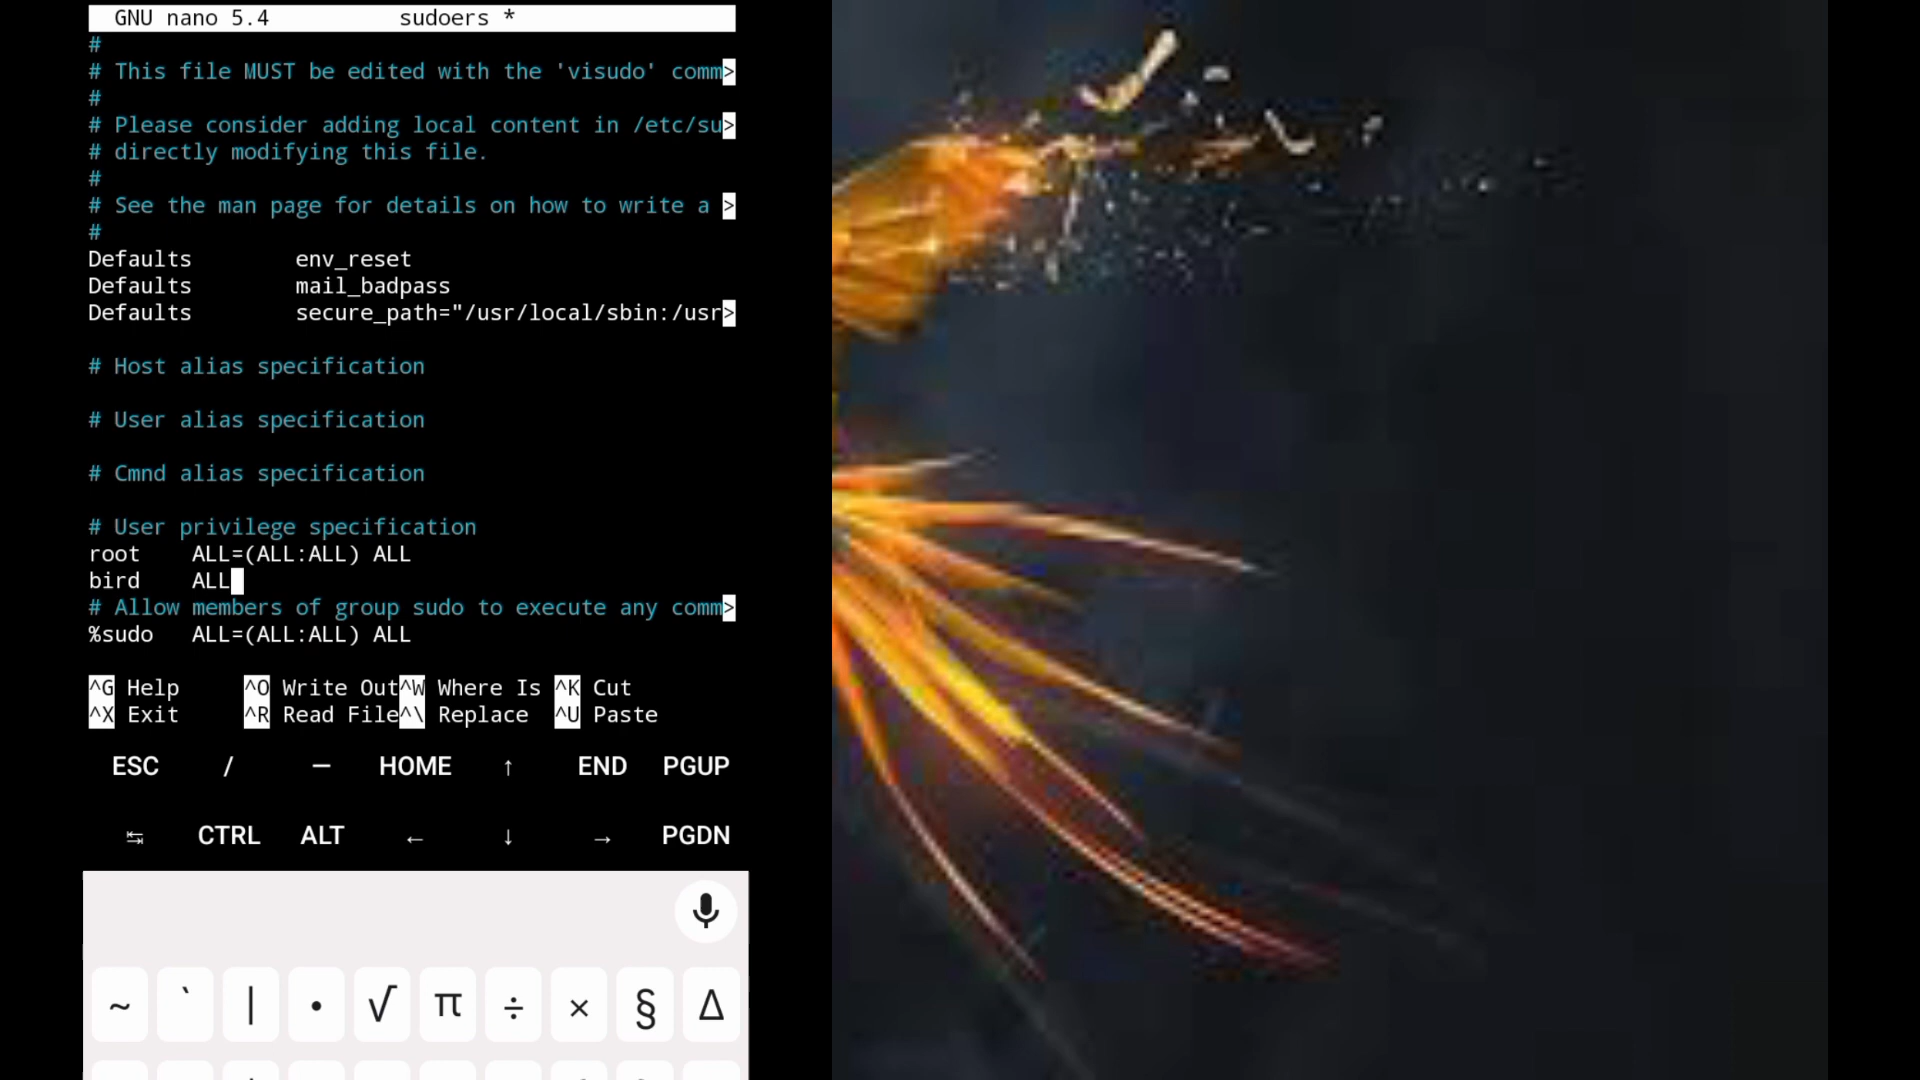 GNU nano 5.4 sudoers *
#
# This file MUST be edited with the 'visudo' comm>
#
# Please consider adding local content in /etc/su>
# directly modifying this file.
#
# See the man page for details on how to write a >
#
Defaults env_reset
Defaults mail_badpass
Defaults secure_path="/usr/local/sbin:/usr>
# Host alias specification
# User alias specification
# Cmnd alias specification
# User privilege specification
root ALL=(ALL:ALL) ALL
bird ALL
# Allow members of group sudo to execute any comm>
%sudo ALL=(ALL:ALL) ALL
^G Help ^O Write Out ^W Where Is ^K Cut
^X Exit ^R Read File ^\ Replace ^U Paste
ESC / — HOME ↑ END PGUP
↹ CTRL ALT ← ↓ → PGDN
~ ` | • √ π ÷ × § Δ